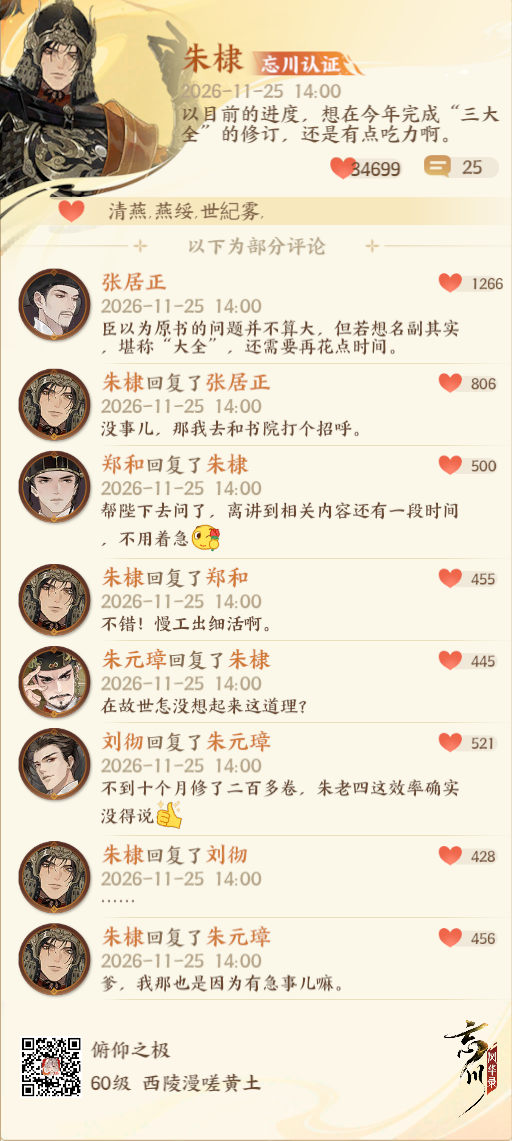 朱棣 忘川认证
2026-11-25 14:00
以目前的进度，想在今年完成“三大
全”的修订，还是有点吃力啊。
34699 25
清燕,燕绥,世紀雾,
以下为部分评论
张居正 1266
2026-11-25 14:00
臣以为原书的问题并不算大，但若想名副其实
，堪称“大全”，还需要再花点时间。
朱棣回复了张居正 806
2026-11-25 14:00
没事儿，那我去和书院打个招呼。
郑和回复了朱棣 500
2026-11-25 14:00
帮陛下去问了，离讲到相关内容还有一段时间
，不用着急
朱棣回复了郑和 455
2026-11-25 14:00
不错！慢工出细活啊。
朱元璋回复了朱棣 445
2026-11-25 14:00
在故世怎没想起来这道理？
刘彻回复了朱元璋 521
2026-11-25 14:00
不到十个月修了二百多卷，朱老四这效率确实
没得说
朱棣回复了刘彻 428
2026-11-25 14:00
······
朱棣回复了朱元璋 456
2026-11-25 14:00
爹，我那也是因为有急事儿嘛。
俯仰之极
60级 西陵漫嗟黄土
忘川
风华录